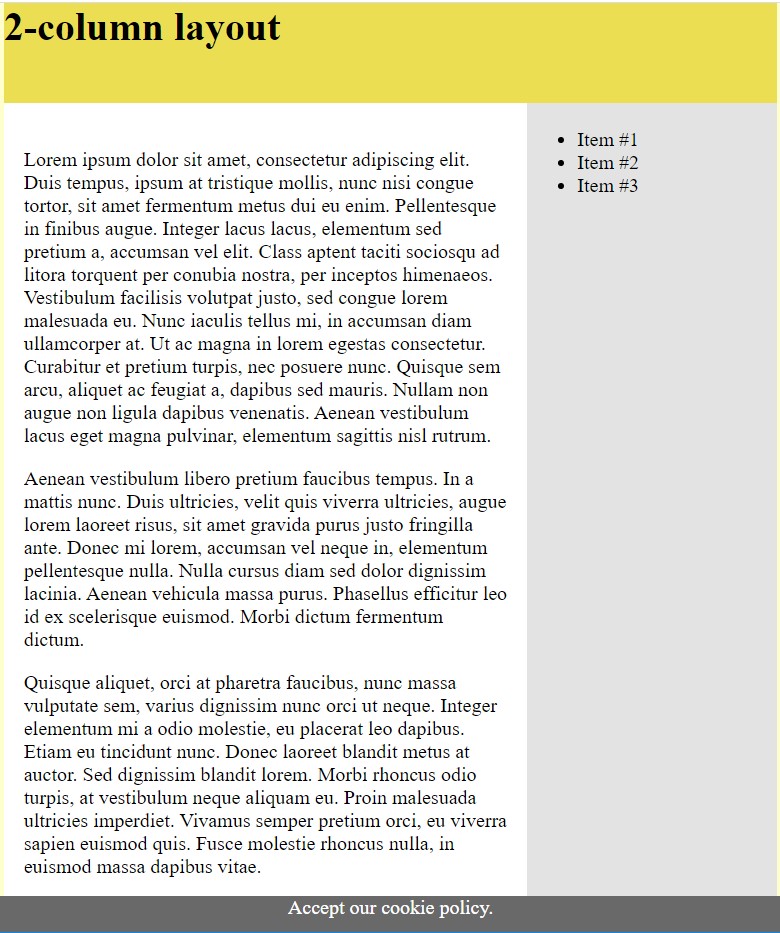 2-column layout
Lorem ipsum dolor sit amet, consectetur adipiscing elit.
Duis tempus, ipsum at tristique mollis, nunc nisi congue
tortor, sit amet fermentum metus dui eu enim. Pellentesque
in finibus augue. Integer lacus lacus, elementum sed
pretium a, accumsan vel elit. Class aptent taciti sociosqu ad
litora torquent per conubia nostra, per inceptos himenaeos.
Vestibulum facilisis volutpat justo, sed congue lorem
malesuada eu. Nunc iaculis tellus mi, in accumsan diam
ullamcorper at. Ut ac magna in lorem egestas consectetur.
Curabitur et pretium turpis, nec posuere nunc. Quisque sem
arcu, aliquet ac feugiat a, dapibus sed mauris. Nullam non
augue non ligula dapibus venenatis. Aenean vestibulum
lacus eget magna pulvinar, elementum sagittis nisl rutrum.
Aenean vestibulum libero pretium faucibus tempus. In a
mattis nunc. Duis ultricies, velit quis viverra ultricies, augue
lorem laoreet risus, sit amet gravida purus justo fringilla
ante. Donec mi lorem, accumsan vel neque in, elementum
pellentesque nulla. Nulla cursus diam sed dolor dignissim
lacinia. Aenean vehicula massa purus. Phasellus efficitur leo
id ex scelerisque euismod. Morbi dictum fermentum
dictum.
Quisque aliquet, orci at pharetra faucibus, nunc massa
vulputate sem, varius dignissim nunc orci ut neque. Integer
elementum mi a odio molestie, eu placerat leo dapibus.
Etiam eu tincidunt nunc. Donec laoreet blandit metus at
auctor. Sed dignissim blandit lorem. Morbi rhoncus odio
turpis, at vestibulum neque aliquam eu. Proin malesuada
ultricies imperdiet. Vivamus semper pretium orci, eu viverra
sapien euismod quis. Fusce molestie rhoncus nulla, in
euismod massa dapibus vitae.
• Item #1
• Item #2
• Item #3
Accept our cookie policy.